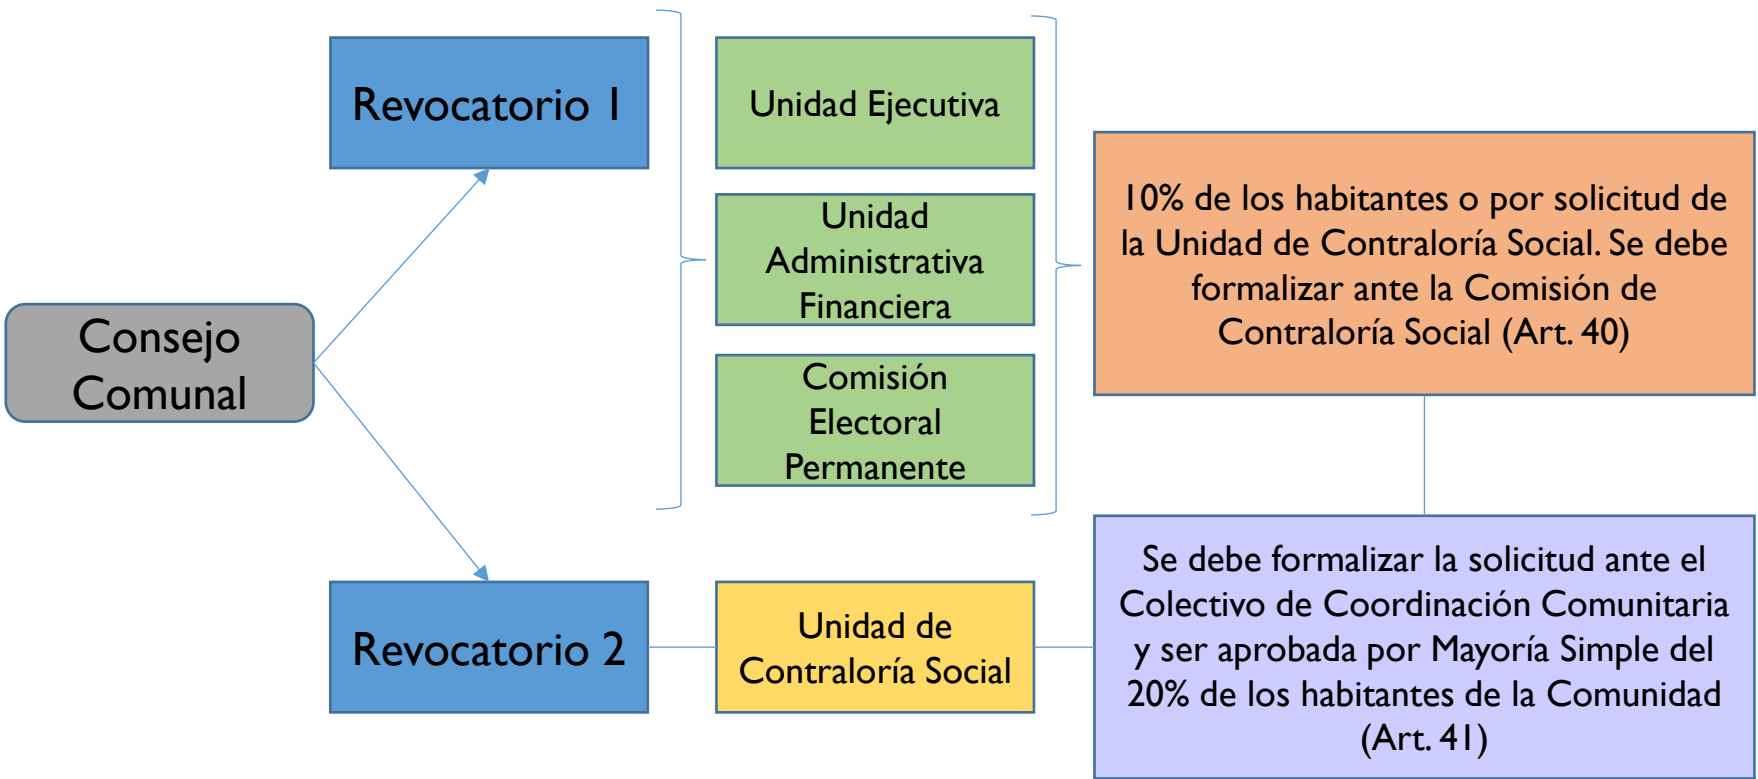 Revocatorio 1
Unidad Ejecutiva
Unidad
Administrativa
Financiera
Comisión
Electoral
Permanente
10% de los habitantes o por solicitud de
la Unidad de Contraloría Social. Se debe
formalizar ante la Comisión de
Contraloría Social (Art. 40)
Consejo
Comunal
Revocatorio 2
Unidad de
Contraloría Social
Se debe formalizar la solicitud ante el
Colectivo de Coordinación Comunitaria
y ser aprobada por Mayoría Simple del
20% de los habitantes de la Comunidad
(Art. 41)